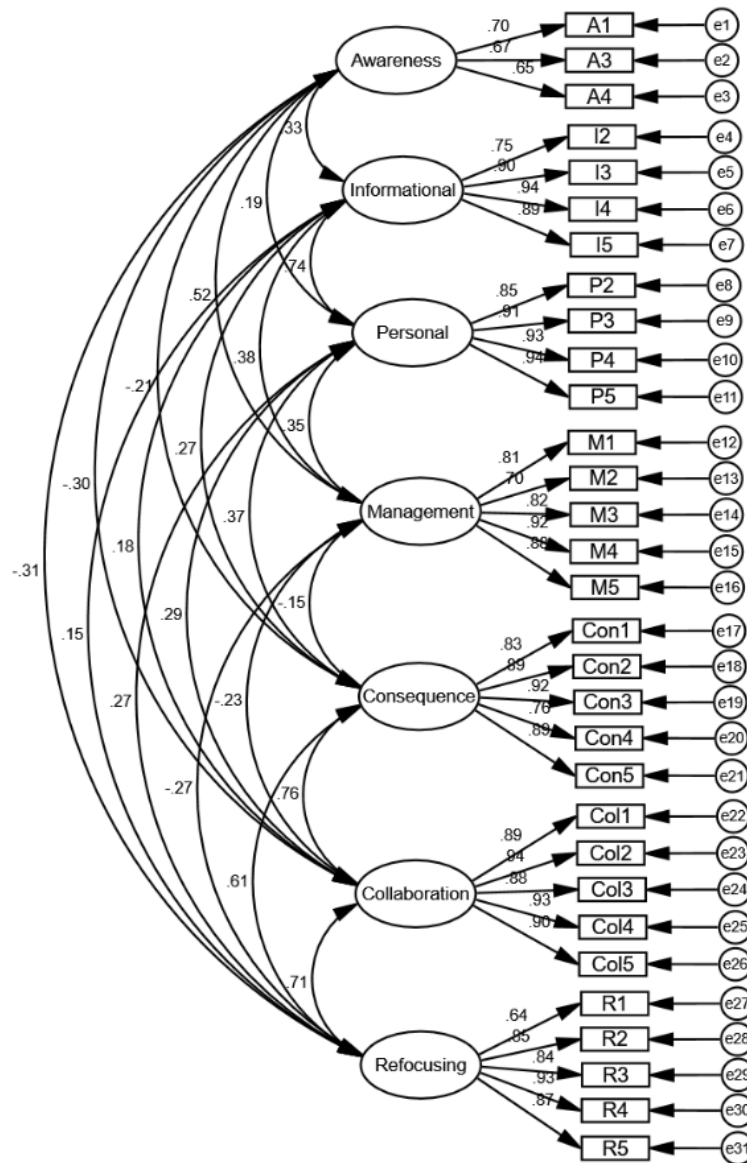 .70 A1 e1
Awareness .67 A3 e2
.65 A4 e3
.33 .75 I2 e4
.90 I3 e5
Informational .94 I4 e6
.19 .89 I5 e7
.74 .85 P2 e8
.52 .91 P3 e9
Personal .93 P4 e10
.38 .94 P5 e11
-.21
.35 .81 M1 e12
.27 .70 M2 e13
-.30 .82 M3 e14
Management .92 M4 e15
.37 .88 M5 e16
.18
-.31 -.15 .83 Con1 e17
.29 .89 Con2 e18
.15 .92 Con3 e19
Consequence .76 Con4 e20
.27 -.23 .89 Con5 e21
-.27 .76 .89 Col1 e22
.94 Col2 e23
.61 Collaboration .88 Col3 e24
.93 Col4 e25
.90 Col5 e26
.71 .64 R1 e27
.85 R2 e28
Refocusing .84 R3 e29
.93 R4 e30
.87 R5 e31